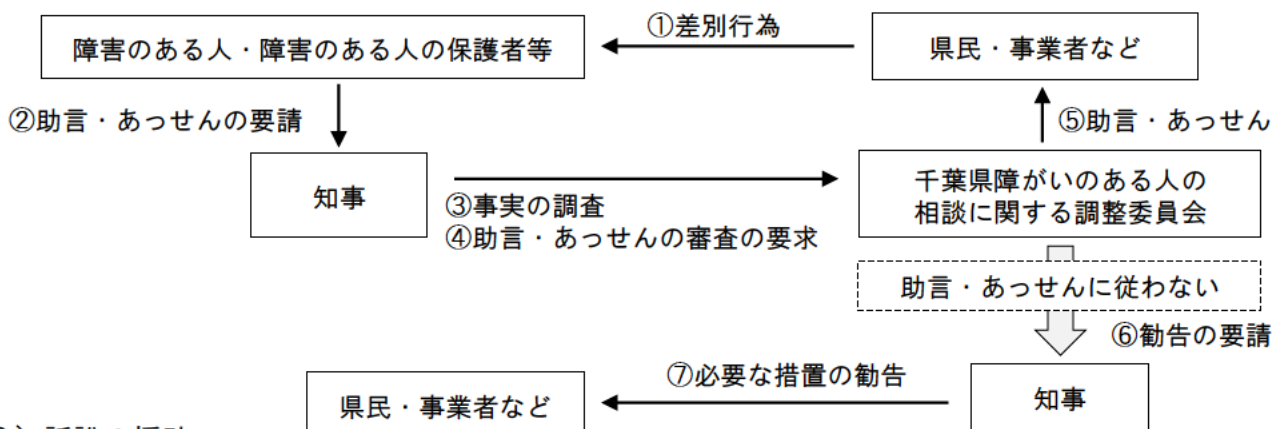 ①差別行為
障害のある人・障害のある人の保護者等
県民・事業者など
②助言・あっせんの要請
⑤助言・あっせん
知事
③事実の調査
④助言・あっせんの審査の要求
千葉県障がいのある人の
相談に関する調整委員会
助言・あっせんに従わない
⑥勧告の要請
⑦必要な措置の勧告
県民・事業者など
知事